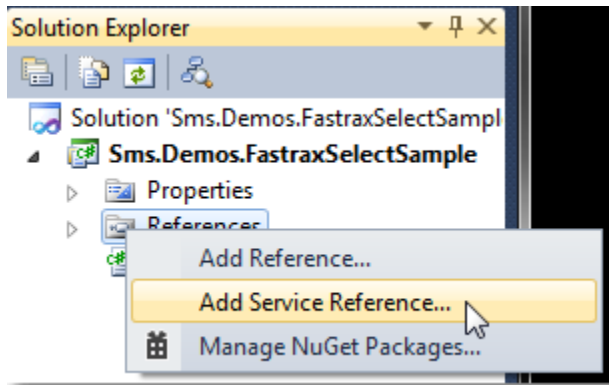 Solution Explorer
Solution 'Sms.Demos.FastraxSelectSampl
Sms.Demos.FastraxSelectSample
Properties
References
Add Reference...
Add Service Reference...
Manage NuGet Packages...